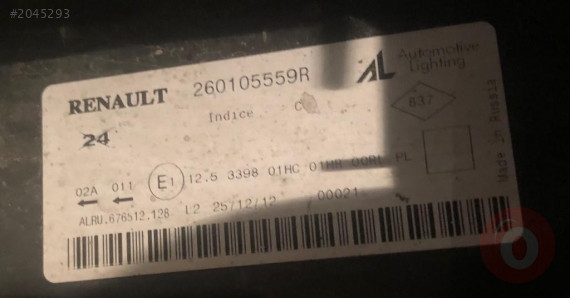 #2045293
RENAULT 260105559R AL Automotive Lighting
Indice C 837
24
02A 011 E1 12.5 3398 01HC 01HR 00RL PL
ALRU.676512.128 L2 25/12/12 00021
Made in Russia